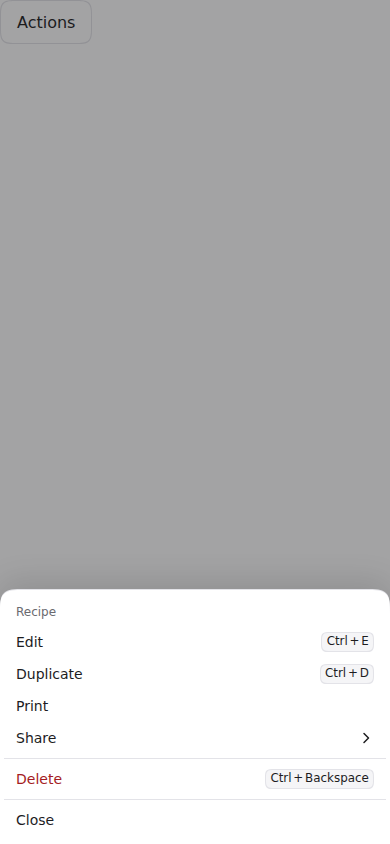 Actions
Recipe
Edit Ctrl+E
Duplicate Ctrl+D
Print
Share
Delete Ctrl+Backspace
Close